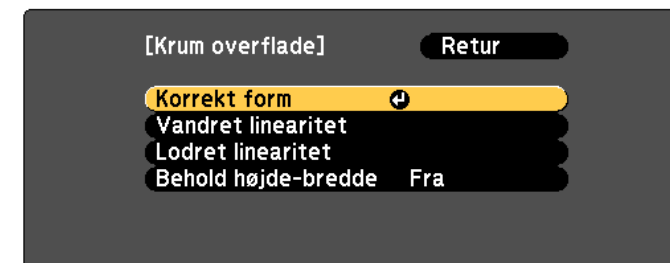 [Krum overflade] Retur
Korrekt form
Vandret linearitet
Lodret linearitet
Behold højde-bredde Fra